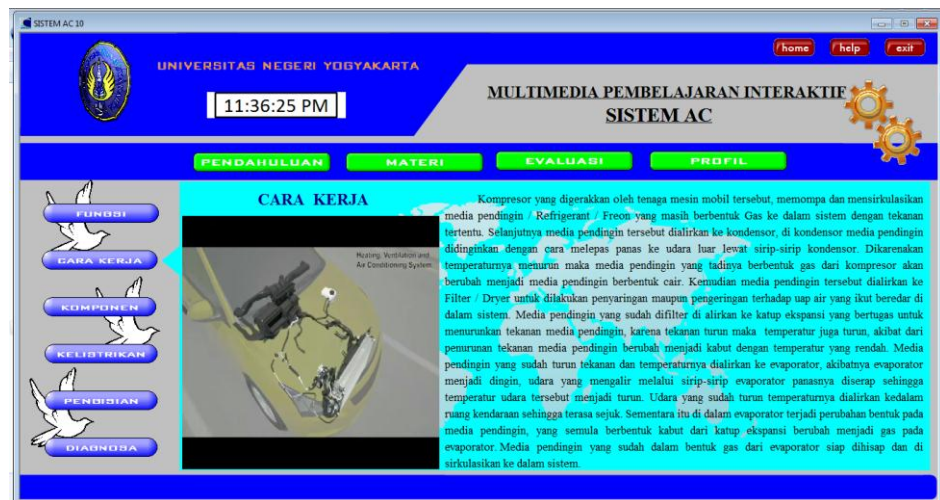 SISTEM AC 10
home
help
exit
UNIVERSITAS NEGERI YOGYAKARTA
11:36:25 PM
MULTIMEDIA PEMBELAJARAN INTERAKTIF
SISTEM AC
PENDAHULUAN
MATERI
EVALUASI
PROFIL
FUNGSI
CARA KERJA
KOMPONEN
KELISTRIKAN
PENGISIAN
DIAGNOSA
CARA KERJA
Heating, Ventilation and
Air Conditioning System
Kompresor yang digerakkan oleh tenaga mesin mobil tersebut, memompa dan mensirkulasikan
media pendingin / Refrigerant / Freon yang masih berbentuk Gas ke dalam sistem dengan tekanan
tertentu. Selanjutnya media pendingin tersebut dialirkan ke kondensor, di kondensor media pendingin
didinginkan dengan cara melepas panas ke udara luar lewat sirip-sirip kondensor. Dikarenakan
temperaturnya menurun maka media pendingin yang tadinya berbentuk gas dari kompresor akan
berubah menjadi media pendingin berbentuk cair. Kemudian media pendingin tersebut dialirkan ke
Filter / Dryer untuk dilakukan penyaringan maupun pengeringan terhadap uap air yang ikut beredar di
dalam sistem. Media pendingin yang sudah difilter di alirkan ke katup ekspansi yang bertugas untuk
menurunkan tekanan media pendingin, karena tekanan turun maka temperatur juga turun, akibat dari
penurunan tekanan media pendingin berubah menjadi kabut dengan temperatur yang rendah. Media
pendingin yang sudah turun tekanan dan temperaturnya dialirkan ke evaporator, akibatnya evaporator
menjadi dingin, udara yang mengalir melalui sirip-sirip evaporator panasnya diserap sehingga
temperatur udara tersebut menjadi turun. Udara yang sudah turun temperaturnya dialirkan kedalam
ruang kendaraan sehingga terasa sejuk. Sementara itu di dalam evaporator terjadi perubahan bentuk pada
media pendingin, yang semula berbentuk kabut dari katup ekspansi berubah menjadi gas pada
evaporator. Media pendingin yang sudah dalam bentuk gas dari evaporator siap dihisap dan di
sirkulasikan ke dalam sistem.